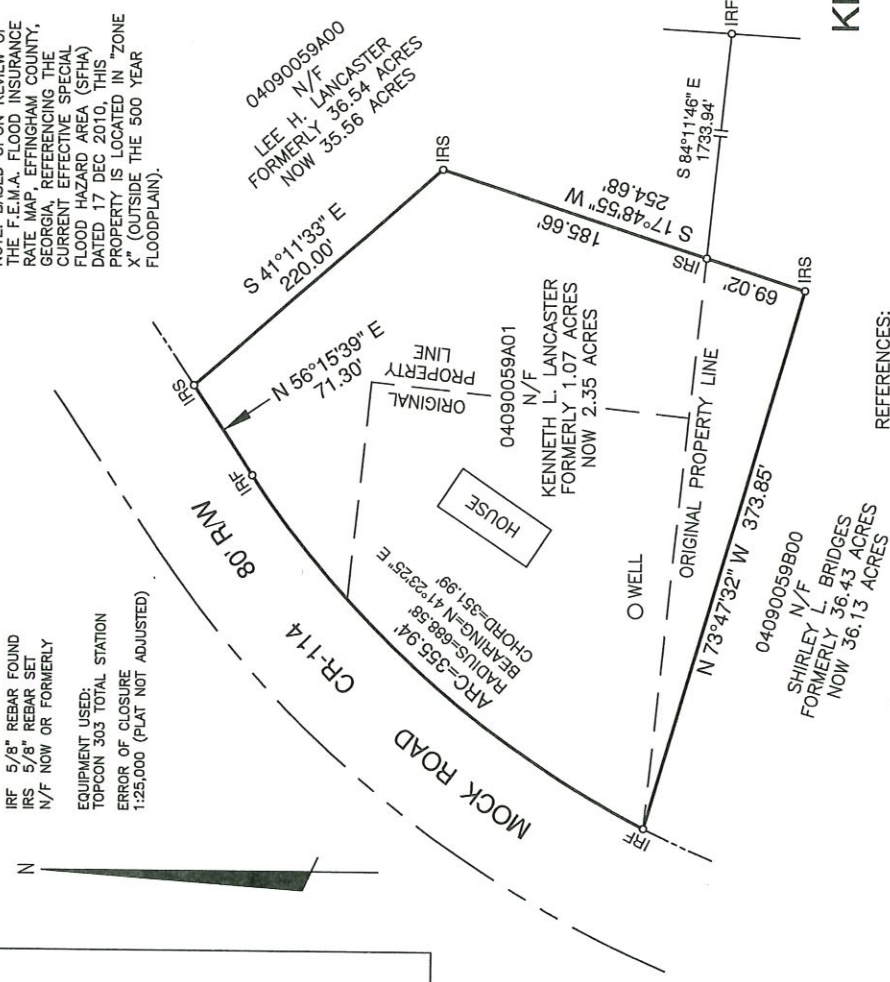 IRF 5/8" REBAR FOUND
IRS 5/8" REBAR SET
N/F NOW OR FORMERLY
EQUIPMENT USED:
TOPCON 303 TOTAL STATION
ERROR OF CLOSURE
1:25,000 (PLAT NOT ADJUSTED)
N
THE F.E.M.A. FLOOD INSURANCE
RATE MAP, EFFINGHAM COUNTY,
GEORGIA, REFERENCING THE
CURRENT EFFECTIVE SPECIAL
FLOOD HAZARD AREA (SFHA)
DATED 17 DEC 2010, THIS
PROPERTY IS LOCATED IN "ZONE
X" (OUTSIDE THE 500 YEAR
FLOODPLAIN).
04090059A00
N/F
LEE H. LANCASTER
FORMERLY 36.54 ACRES
NOW 35.56 ACRES
IRS
S 41°11'33" E
220.00'
IRS
N 56°15'39" E
71.30'
IRF
80' R/W
CR-114
MOCK ROAD
ARC=355.94'
RADIUS=688.58'
BEARING=N 41°23'25" E
CHORD=351.99'
ORIGINAL
PROPERTY
LINE
04090059A01
N/F
KENNETH L. LANCASTER
FORMERLY 1.07 ACRES
NOW 2.35 ACRES
HOUSE
WELL
ORIGINAL PROPERTY LINE
185.66'
S 17°48'55" W
254.68'
IRS
69.02'
IRS
S 84°11'46" E
1733.94'
IRF
N 73°47'32" W 373.85'
IRF
04090059B00
N/F
SHIRLEY L. BRIDGES
FORMERLY 36.43 ACRES
NOW 36.13 ACRES
REFERENCES: